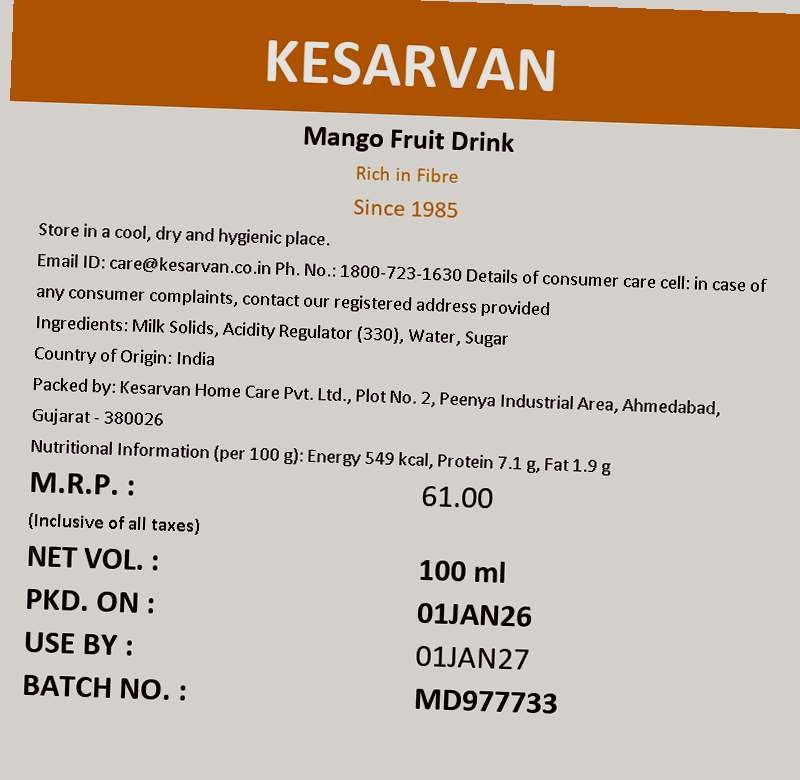 KESARVAN
Mango Fruit Drink
Rich in Fibre
Since 1985
Store in a cool, dry and hygienic place.
Email ID: care@kesarvan.co.in Ph. No.: 1800-723-1630 Details of consumer care cell: in case of
any consumer complaints, contact our registered address provided
Ingredients: Milk Solids, Acidity Regulator (330), Water, Sugar
Country of Origin: India
Packed by: Kesarvan Home Care Pvt. Ltd., Plot No. 2, Peenya Industrial Area, Ahmedabad,
Gujarat - 380026
Nutritional Information (per 100 g): Energy 549 kcal, Protein 7.1 g, Fat 1.9 g
M.R.P. : 61.00
(Inclusive of all taxes)
NET VOL. : 100 ml
PKD. ON : 01JAN26
USE BY : 01JAN27
BATCH NO. : MD977733